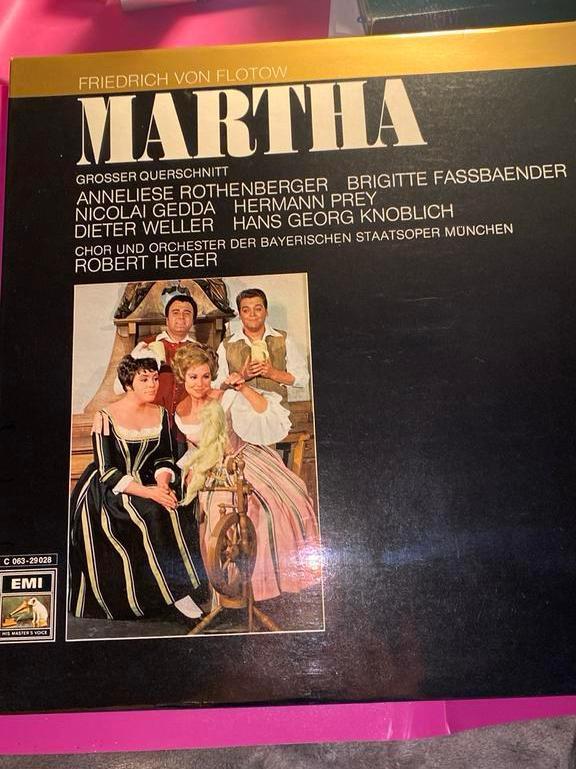 FRIEDRICH VON FLOTOW
MARTHA
GROSSER QUERSCHNITT
ANNELIESE ROTHENBERGER BRIGITTE FASSBAENDER
NICOLAI GEDDA HERMANN PREY
DIETER WELLER HANS GEORG KNOBLICH
CHOR UND ORCHESTER DER BAYERISCHEN STAATSOPER MÜNCHEN
ROBERT HEGER
C 063-29028
EMI
HIS MASTER'S VOICE